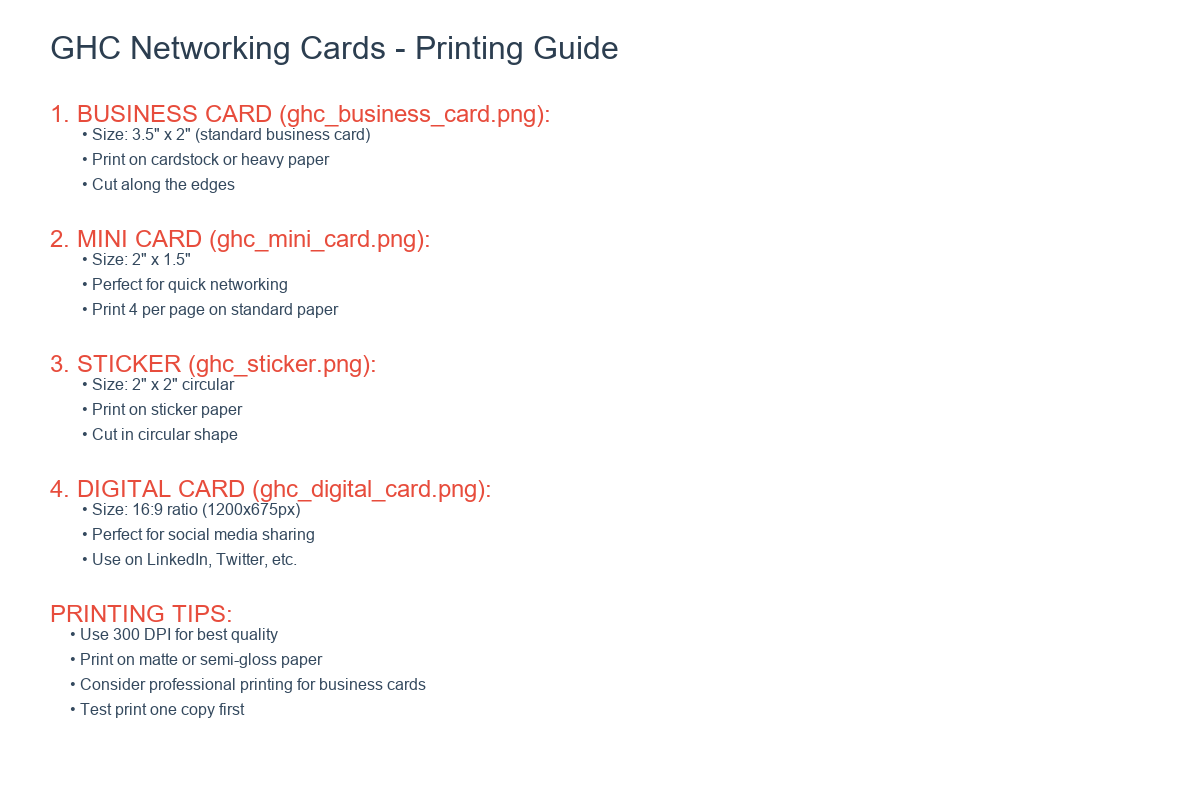 GHC Networking Cards - Printing Guide
1. BUSINESS CARD (ghc_business_card.png):
• Size: 3.5" x 2" (standard business card)
• Print on cardstock or heavy paper
• Cut along the edges
2. MINI CARD (ghc_mini_card.png):
• Size: 2" x 1.5"
• Perfect for quick networking
• Print 4 per page on standard paper
3. STICKER (ghc_sticker.png):
• Size: 2" x 2" circular
• Print on sticker paper
• Cut in circular shape
4. DIGITAL CARD (ghc_digital_card.png):
• Size: 16:9 ratio (1200x675px)
• Perfect for social media sharing
• Use on LinkedIn, Twitter, etc.
PRINTING TIPS:
• Use 300 DPI for best quality
• Print on matte or semi-gloss paper
• Consider professional printing for business cards
• Test print one copy first